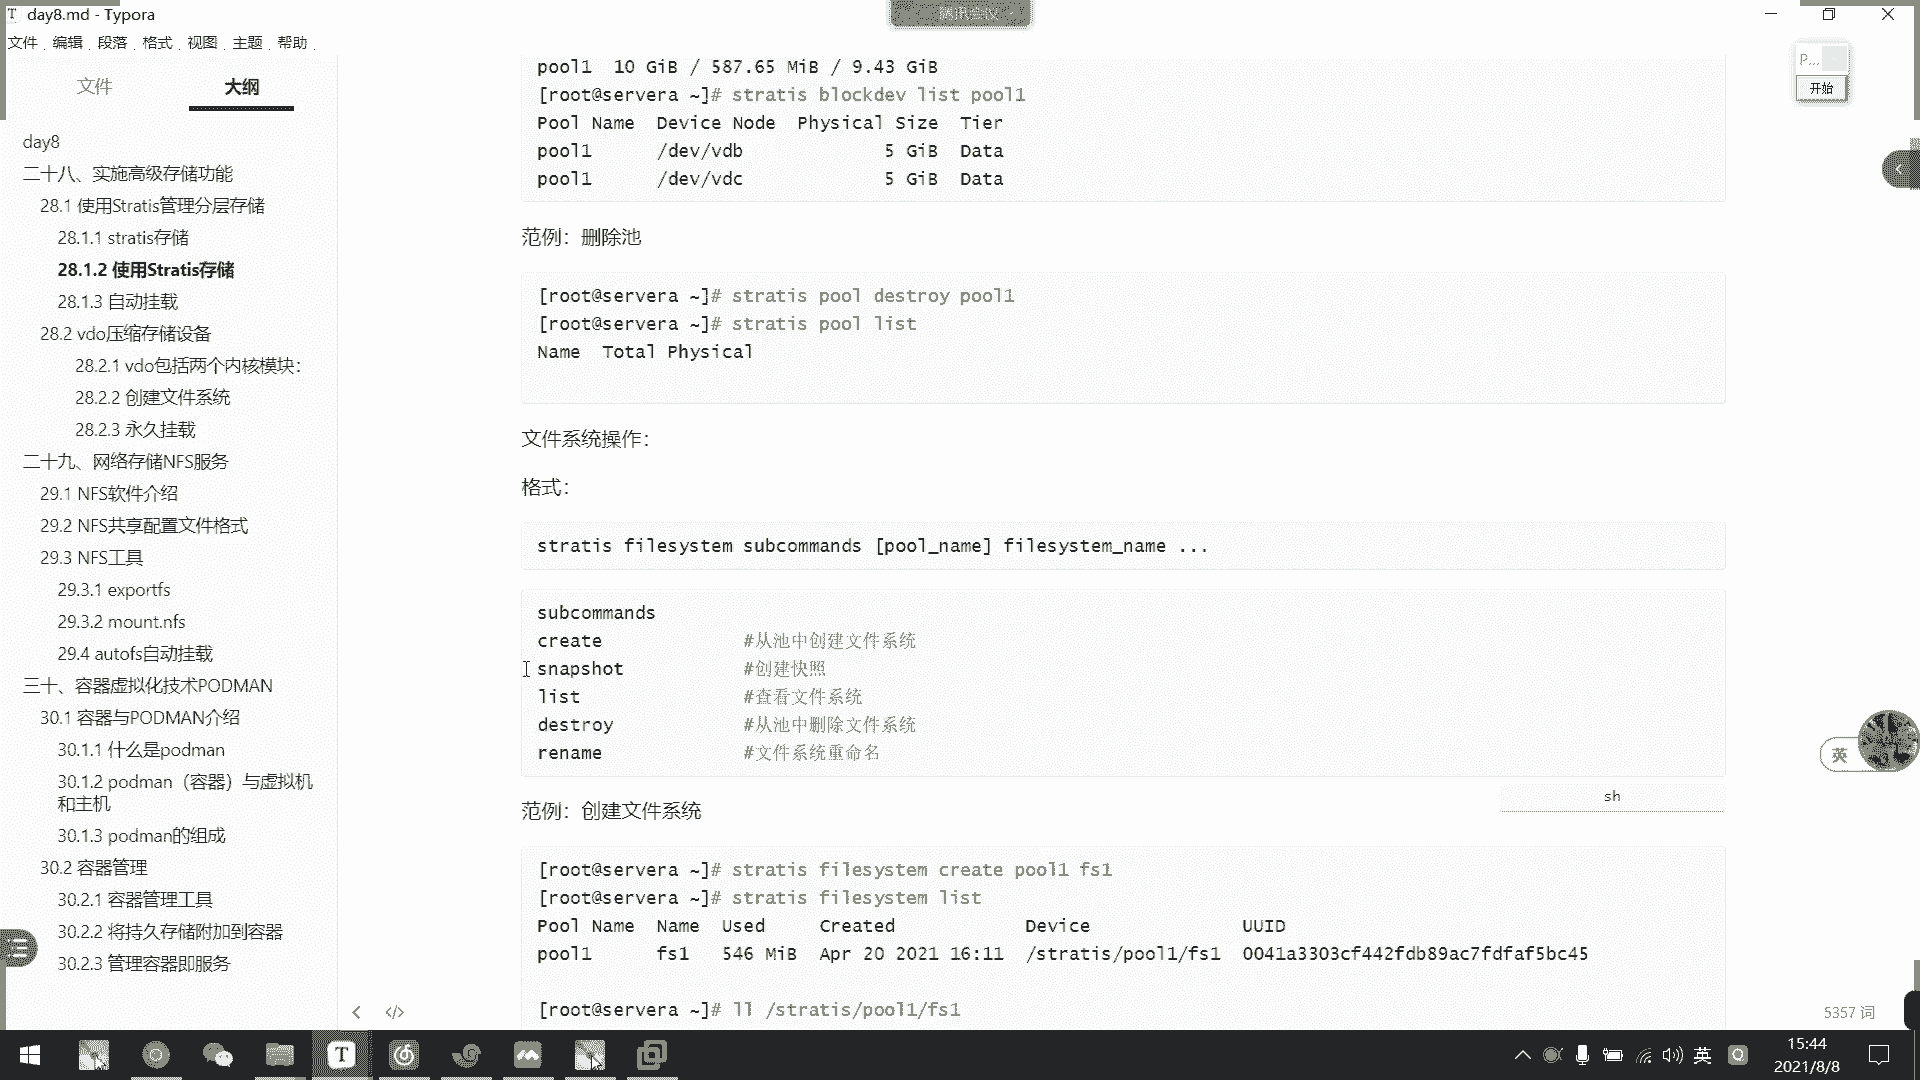 T day8.md - Typora
腾讯会议
文件 编辑 段落 格式 视图 主题 帮助
P...
开始
文件 大纲
day8
二十八、实施高级存储功能
28.1 使用Stratis管理分层存储
28.1.1 stratis存储
28.1.2 使用Stratis存储
28.1.3 自动挂载
28.2 vdo压缩存储设备
28.2.1 vdo包括两个内核模块：
28.2.2 创建文件系统
28.2.3 永久挂载
二十九、网络存储NFS服务
29.1 NFS软件介绍
29.2 NFS共享配置文件格式
29.3 NFS工具
29.3.1 exportfs
29.3.2 mount.nfs
29.4 autofs自动挂载
三十、容器虚拟化技术PODMAN
30.1 容器与PODMAN介绍
30.1.1 什么是podman
30.1.2 podman（容器）与虚拟机
和主机
30.1.3 podman的组成
30.2 容器管理
30.2.1 容器管理工具
30.2.2 将持久存储附加到容器
30.2.3 管理容器即服务
pool1 10 GiB / 587.65 MiB / 9.43 GiB
[root@servera ~]# stratis blockdev list pool1
Pool Name Device Node Physical Size Tier
pool1 /dev/vdb 5 GiB Data
pool1 /dev/vdc 5 GiB Data
范例：删除池
[root@servera ~]# stratis pool destroy pool1
[root@servera ~]# stratis pool list
Name Total Physical
文件系统操作：
格式：
stratis filesystem subcommands [pool_name] filesystem_name ...
subcommands
create #从池中创建文件系统
snapshot #创建快照
list #查看文件系统
destroy #从池中删除文件系统
rename #文件系统重命名
sh
范例：创建文件系统
[root@servera ~]# stratis filesystem create pool1 fs1
[root@servera ~]# stratis filesystem list
Pool Name Name Used Created Device UUID
pool1 fs1 546 MiB Apr 20 2021 16:11 /stratis/pool1/fs1 0041a3303cf442fdb89ac7fdfaf5bc45
[root@servera ~]# ll /stratis/pool1/fs1
英
5357 词
T
英
15:44
2021/8/8